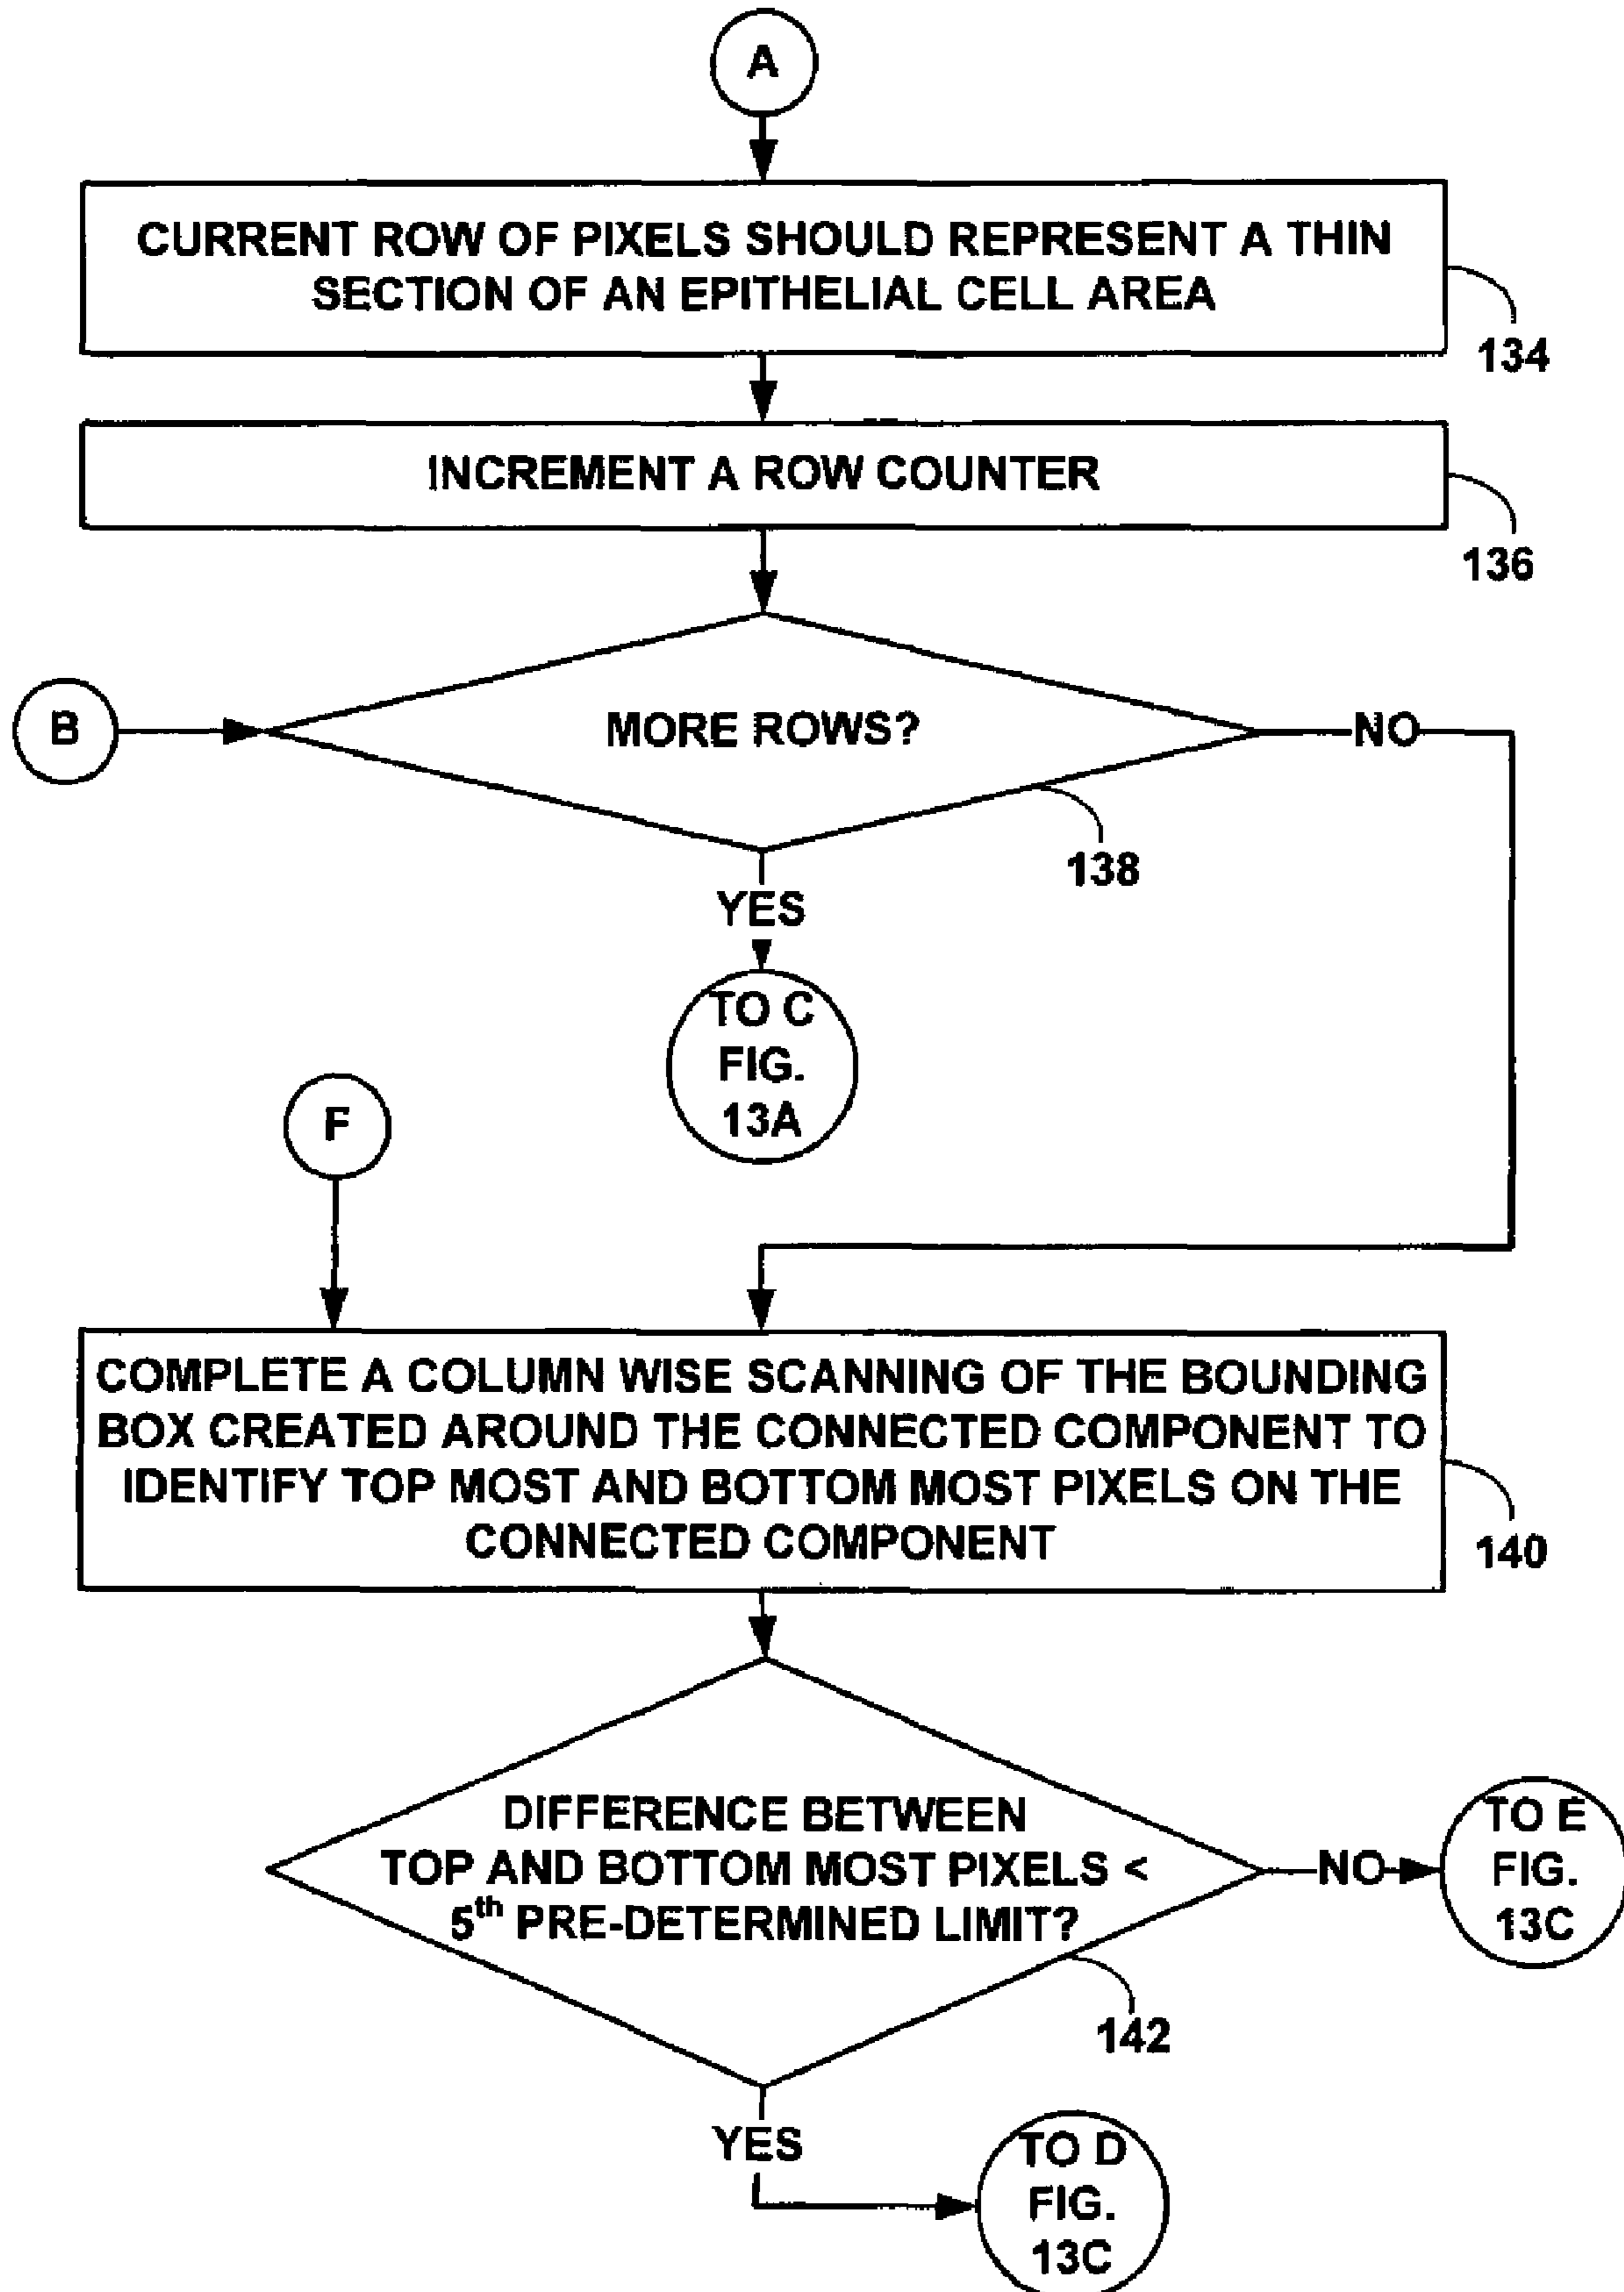 A
CURRENT ROW OF PIXELS SHOULD REPRESENT A THIN
SECTION OF AN EPITHELIAL CELL AREA
134
INCREMENT A ROW COUNTER
136
B
MORE ROWS?
NO
138
YES
TO C
FIG.
13A
F
COMPLETE A COLUMN WISE SCANNING OF THE BOUNDING
BOX CREATED AROUND THE CONNECTED COMPONENT TO
IDENTIFY TOP MOST AND BOTTOM MOST PIXELS ON THE
CONNECTED COMPONENT
140
DIFFERENCE BETWEEN
TOP AND BOTTOM MOST PIXELS <
5th PRE-DETERMINED LIMIT?
NO
TO E
FIG.
13C
142
YES
TO D
FIG.
13C